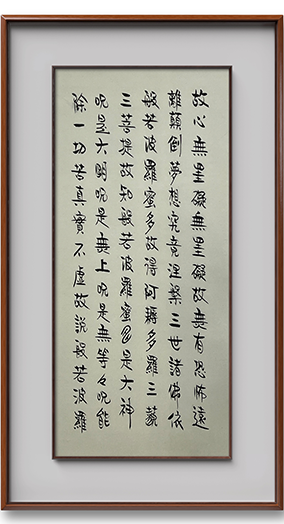 故心無罣礙無罣礙故無有恐怖遠
離顛倒夢想究竟涅槃三世諸佛依
般若波羅蜜多故得阿耨多羅三藐
三菩提故知般若波羅蜜多是大神
呪是大明呪是無上呪是無等々呪能
除一切苦真實不虛故說般若波羅